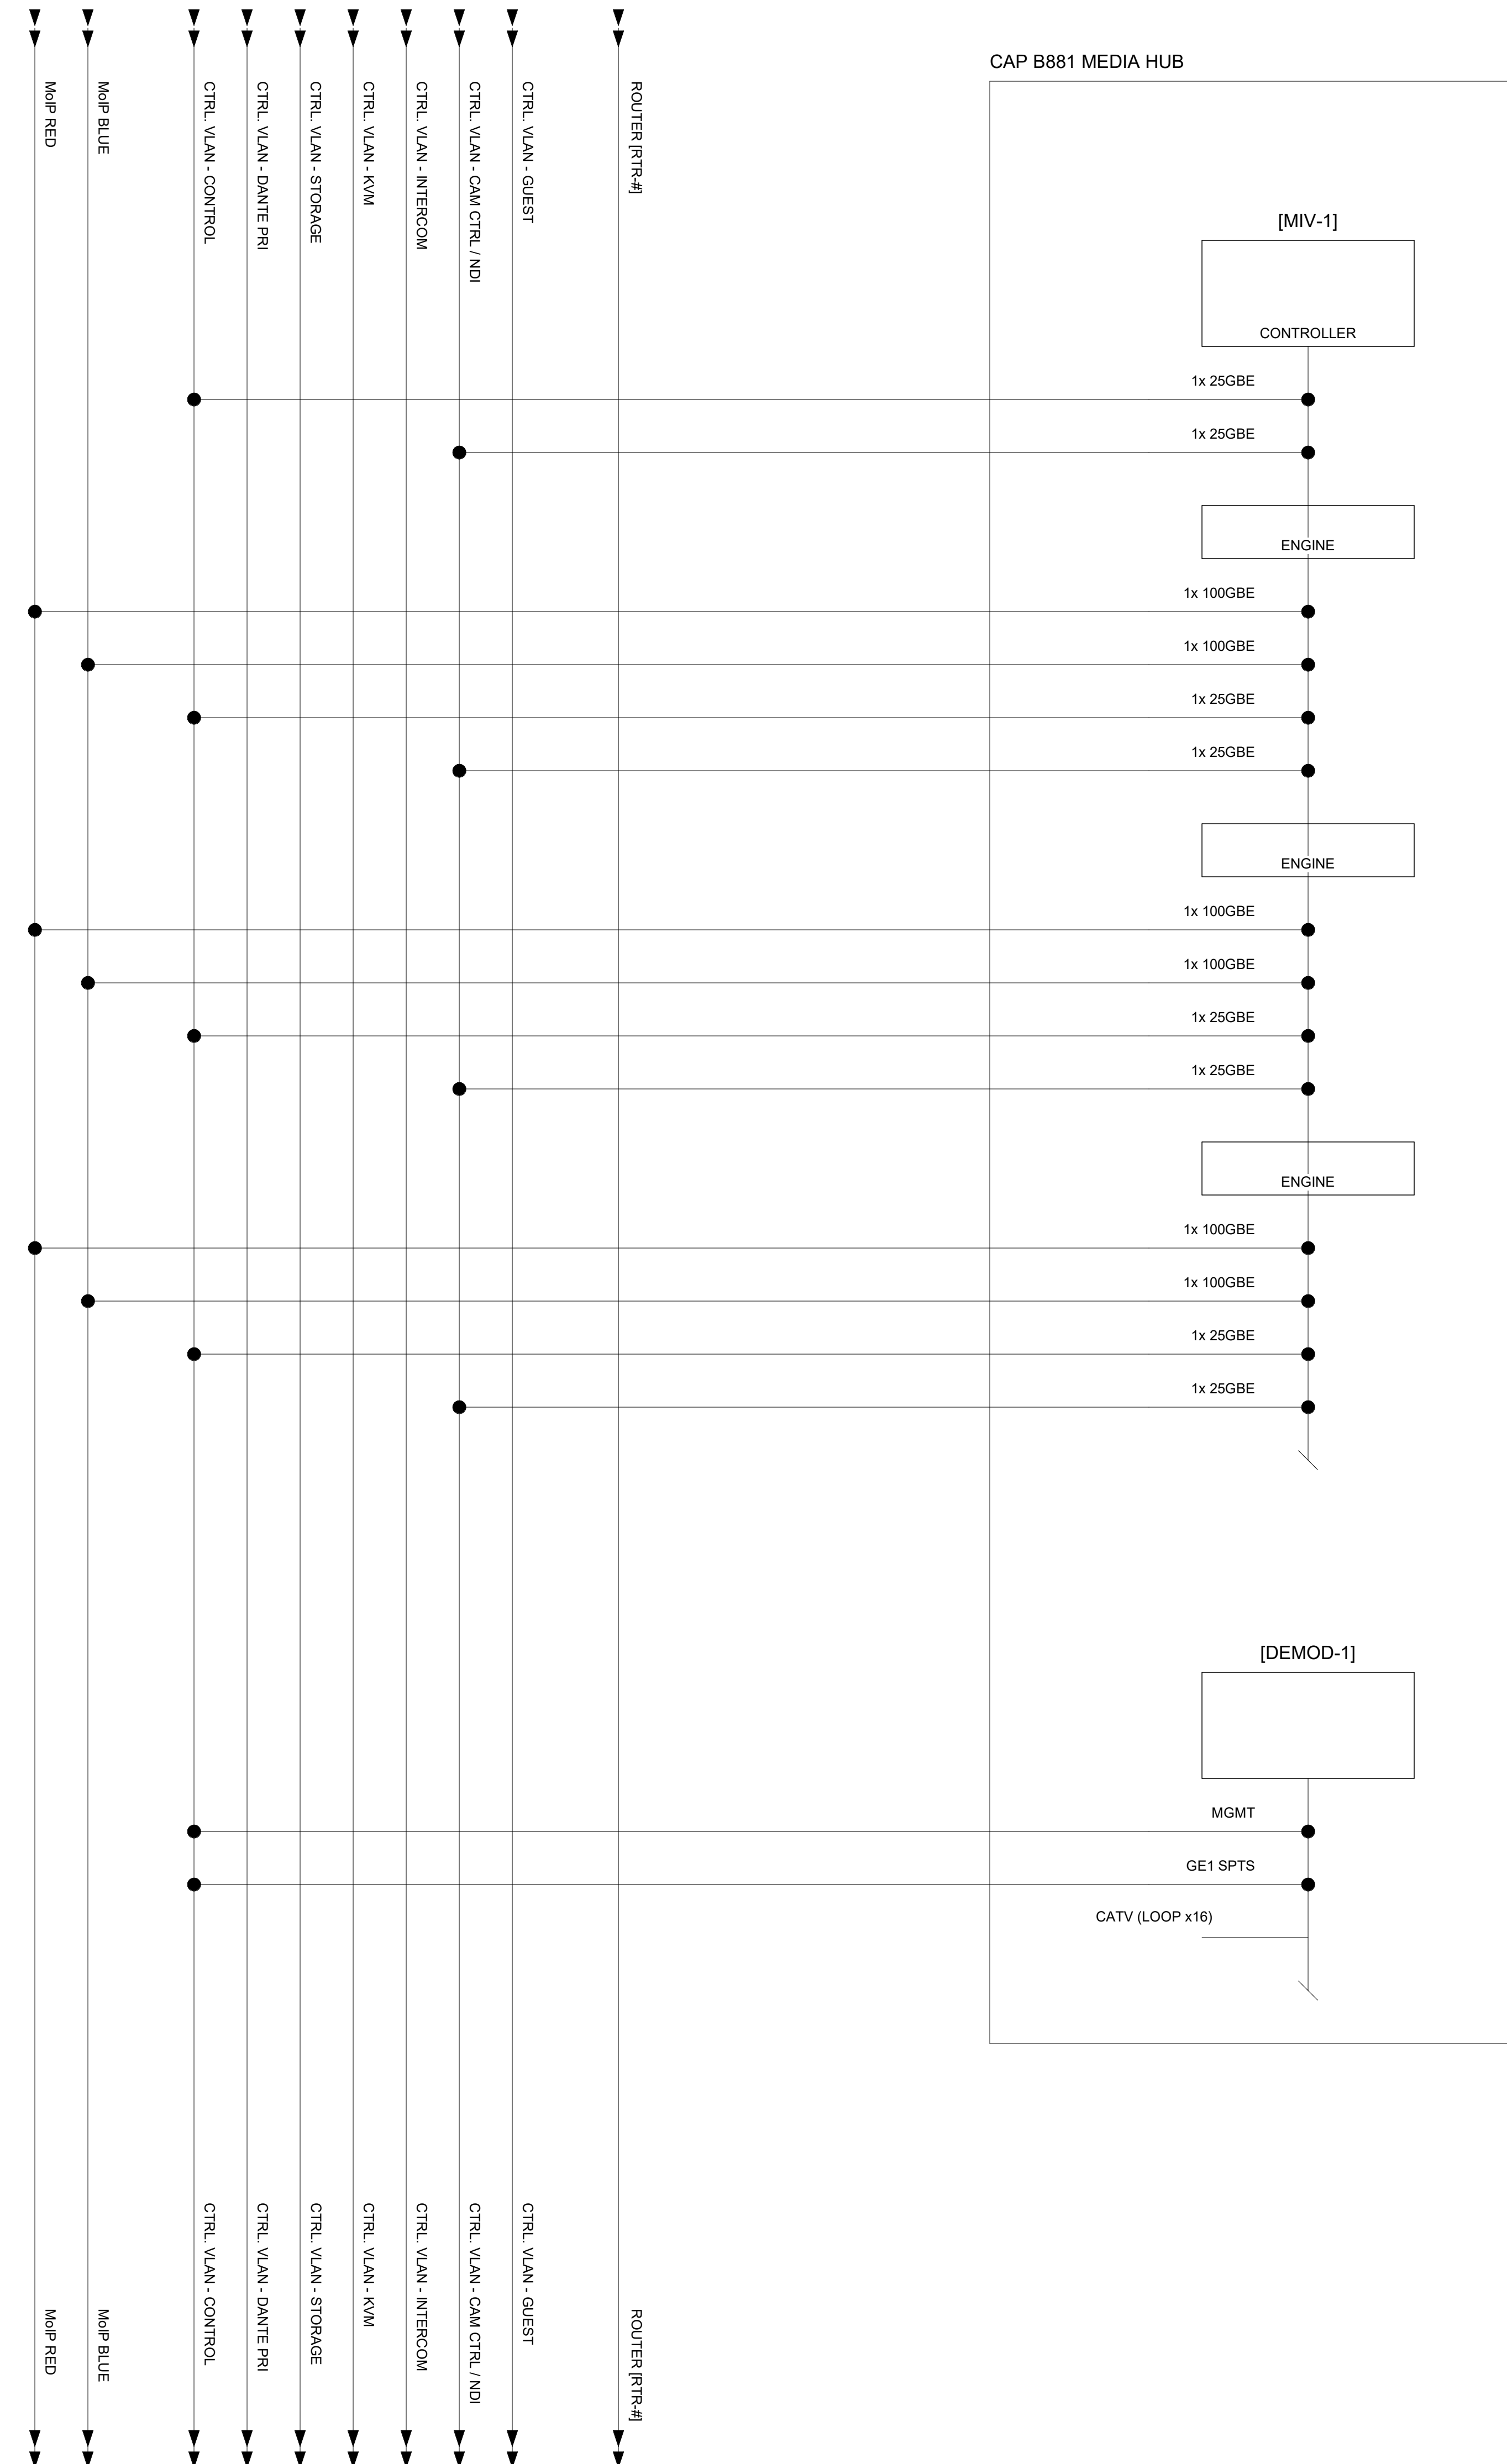 MoIP RED
MoIP BLUE
CTRL. VLAN - CONTROL
CTRL. VLAN - DANTE PRI
CTRL. VLAN - STORAGE
CTRL. VLAN - KVM
CTRL. VLAN - INTERCOM
CTRL. VLAN - CAM CTRL / NDI
CTRL. VLAN - GUEST
ROUTER [RTR-#]
CAP B881 MEDIA HUB
[MIV-1]
CONTROLLER
1x 25GBE
1x 25GBE
ENGINE
1x 100GBE
1x 100GBE
1x 25GBE
1x 25GBE
ENGINE
1x 100GBE
1x 100GBE
1x 25GBE
1x 25GBE
ENGINE
1x 100GBE
1x 100GBE
1x 25GBE
1x 25GBE
[DEMOD-1]
MGMT
GE1 SPTS
CATV (LOOP x16)
MoIP RED
MoIP BLUE
CTRL. VLAN - CONTROL
CTRL. VLAN - DANTE PRI
CTRL. VLAN - STORAGE
CTRL. VLAN - KVM
CTRL. VLAN - INTERCOM
CTRL. VLAN - CAM CTRL / NDI
CTRL. VLAN - GUEST
ROUTER [RTR-#]